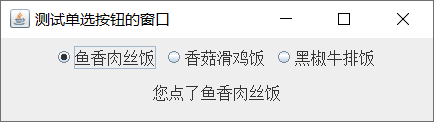 测试单选按钮的窗口
鱼香肉丝饭 香菇滑鸡饭 黑椒牛排饭
您点了鱼香肉丝饭